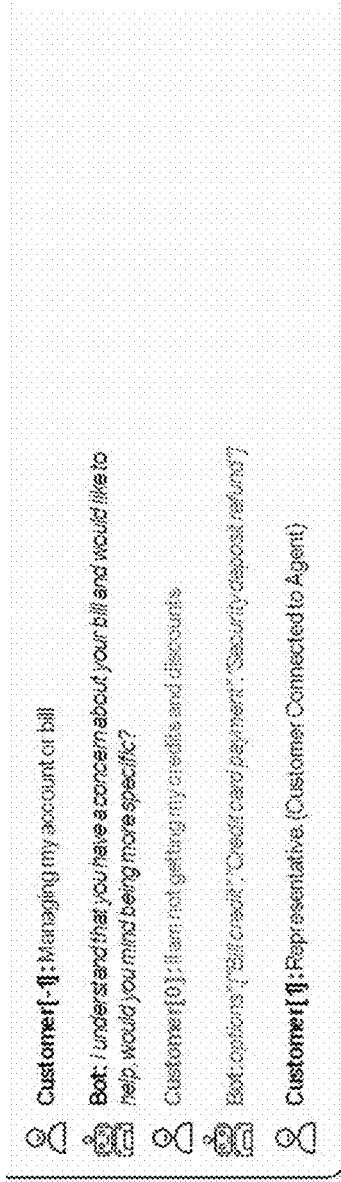 Customer[-1]: Managing my account or bill
Bot: I understand that you have a concern about your bill and would like to
help, would you mind being more specific?
Customer[0]: I am not getting my credits and discounts
Bot: options"["Bill credit", "Credit card payment", "Security deposit refund"]
Customer[1]: Representative. (Customer Connected to Agent)